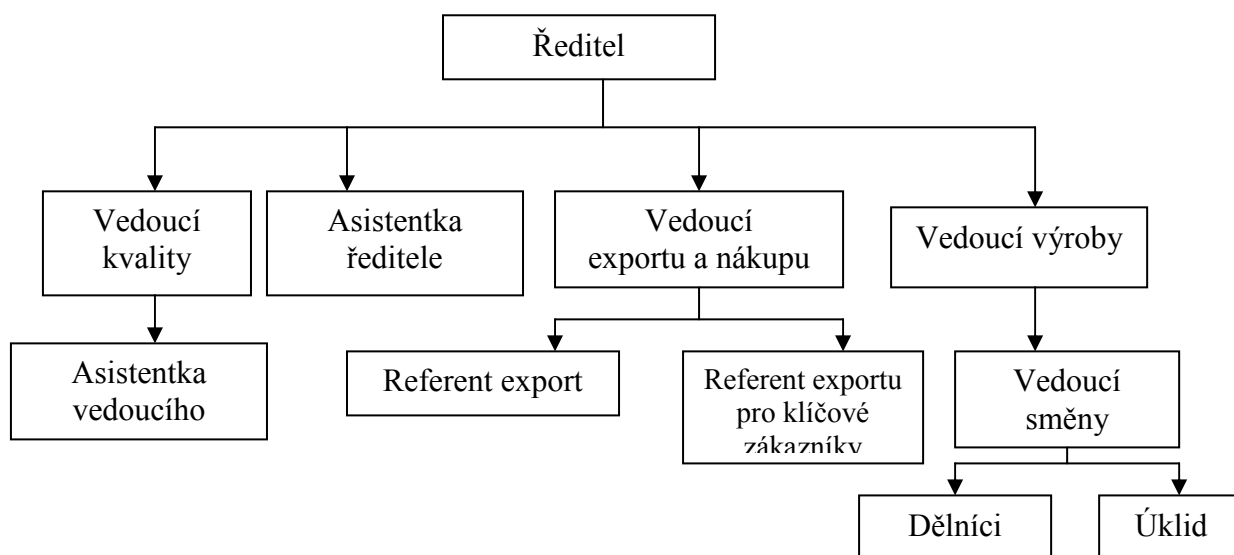 Ředitel
Vedoucí
kvality
Asistentka
ředitele
Vedoucí
exportu a nákupu
Vedoucí výroby
Asistentka
vedoucího
Referent export
Referent exportu
pro klíčové
zákazníky
Vedoucí
směny
Dělníci
Úklid